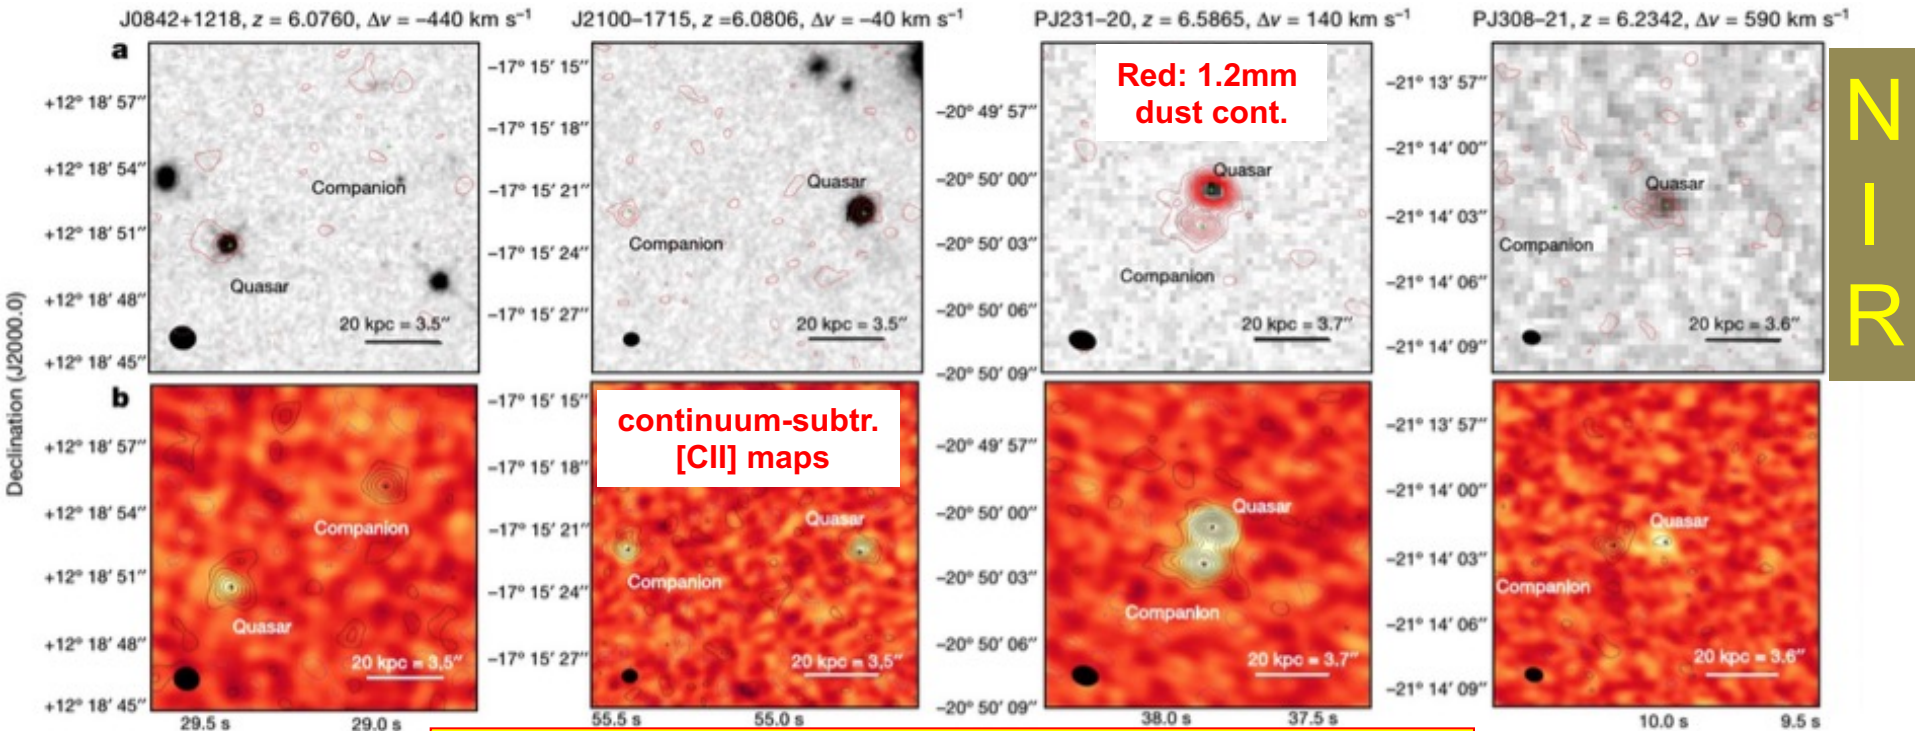 J0842+1218, z = 6.0760, Δv = −440 km s⁻¹
J2100−1715, z = 6.0806, Δv = −40 km s⁻¹
PJ231−20, z = 6.5865, Δv = 140 km s⁻¹
PJ308−21, z = 6.2342, Δv = 590 km s⁻¹
Declination (J2000.0)
a
+12° 18′ 57″
+12° 18′ 54″
+12° 18′ 51″
+12° 18′ 48″
+12° 18′ 45″
Companion
Quasar
20 kpc = 3.5″
−17° 15′ 15″
−17° 15′ 18″
−17° 15′ 21″
−17° 15′ 24″
−17° 15′ 27″
Quasar
Companion
20 kpc = 3.5″
−20° 49′ 57″
−20° 50′ 00″
−20° 50′ 03″
−20° 50′ 06″
−20° 50′ 09″
Red: 1.2mm
dust cont.
Quasar
Companion
20 kpc = 3.7″
−21° 13′ 57″
−21° 14′ 00″
−21° 14′ 03″
−21° 14′ 06″
−21° 14′ 09″
Quasar
Companion
20 kpc = 3.6″
N
I
R
b
+12° 18′ 57″
+12° 18′ 54″
+12° 18′ 51″
+12° 18′ 48″
+12° 18′ 45″
Companion
Quasar
20 kpc = 3.5″
29.5 s
29.0 s
−17° 15′ 15″
−17° 15′ 18″
−17° 15′ 21″
−17° 15′ 24″
−17° 15′ 27″
continuum-subtr.
[CII] maps
Quasar
Companion
20 kpc = 3.5″
55.5 s
55.0 s
−20° 49′ 57″
−20° 50′ 00″
−20° 50′ 03″
−20° 50′ 06″
−20° 50′ 09″
Quasar
Companion
20 kpc = 3.7″
38.0 s
37.5 s
−21° 13′ 57″
−21° 14′ 00″
−21° 14′ 03″
−21° 14′ 06″
−21° 14′ 09″
Quasar
Companion
20 kpc = 3.6″
10.0 s
9.5 s